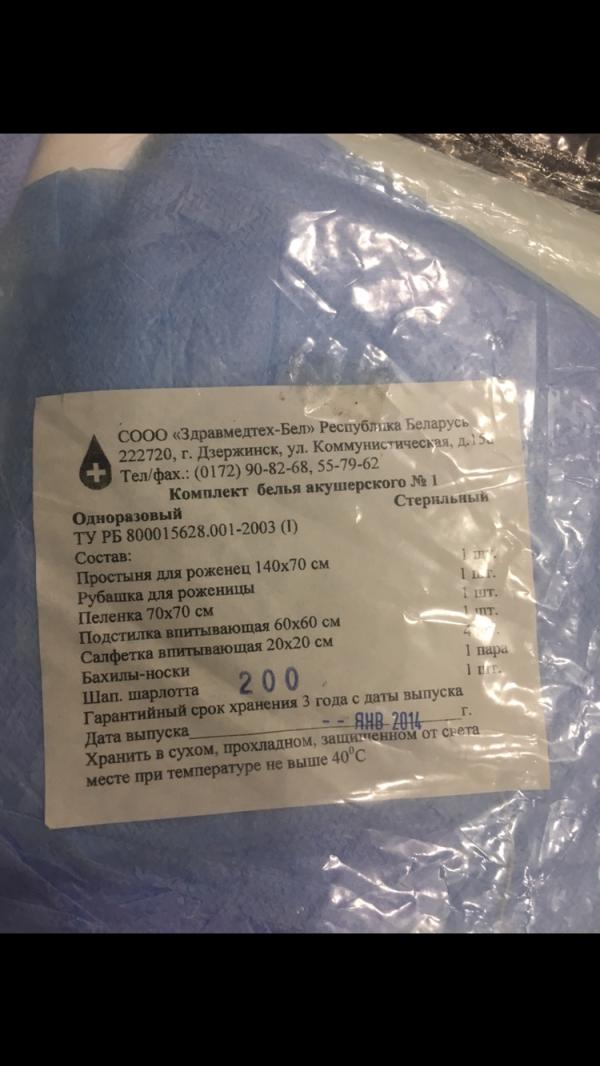 СООО «Здравмедтех-Бел» Республика Беларусь
222720, г. Дзержинск, ул. Коммунистическая, д.
Тел/фах.: (0172) 90-82-68, 55-79-62
Комплект белья акушерского № 1
Одноразовый Стерильный
ТУ РБ 800015628.001-2003 (I)
Состав:
Простыня для роженец 140х70 см 1 шт.
Рубашка для роженицы 1 шт.
Пеленка 70х70 см 1 шт.
Подстилка впитывающая 60х60 см 1 шт.
Салфетка впитывающая 20х20 см 4
Бахилы-носки 1 пара
Шап. шарлотта 1 шт.
200
Гарантийный срок хранения 3 года с даты выпуска
Дата выпуска -- ЯНВ 2014 г.
Хранить в сухом, прохладном, защищенном от света
месте при температуре не выше 40⁰С